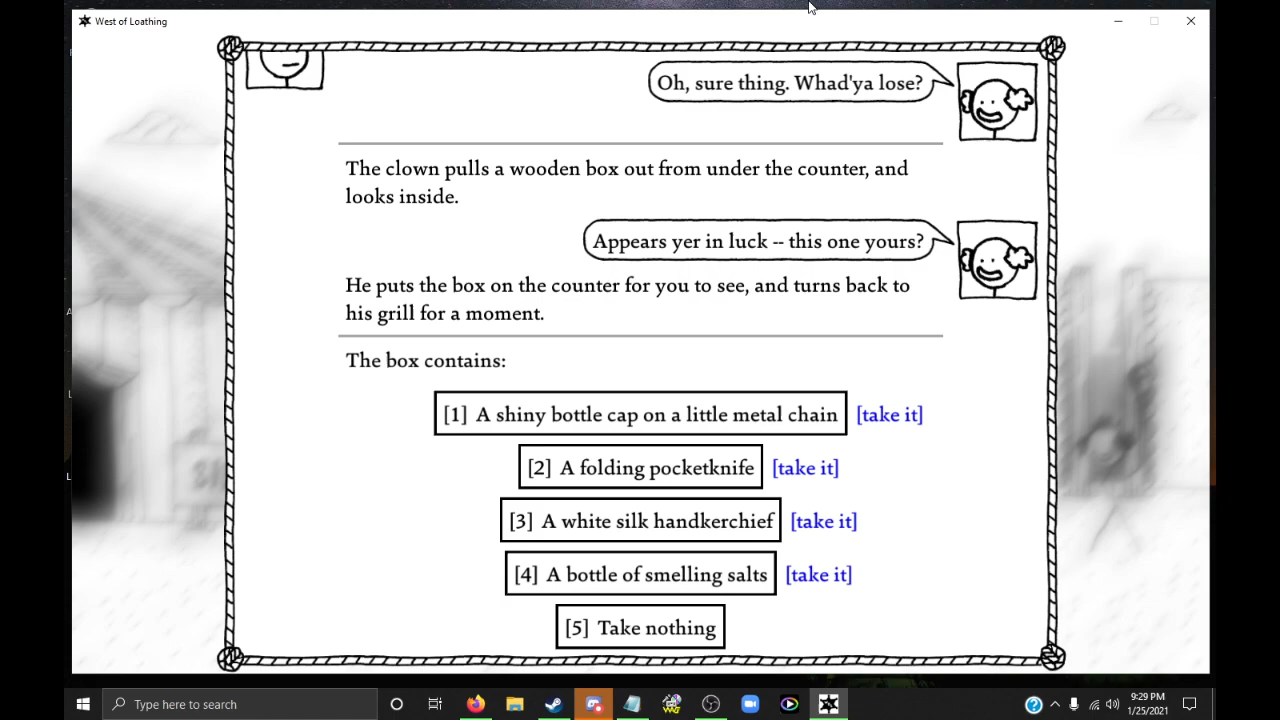 West of Loathing
Oh, sure thing. Whad'ya lose?
The clown pulls a wooden box out from under the counter, and
looks inside.
Appears yer in luck -- this one yours?
He puts the box on the counter for you to see, and turns back to
his grill for a moment.
The box contains:
[1] A shiny bottle cap on a little metal chain [take it]
[2] A folding pocketknife [take it]
[3] A white silk handkerchief [take it]
[4] A bottle of smelling salts [take it]
[5] Take nothing
Type here to search
9:29 PM
1/25/2021